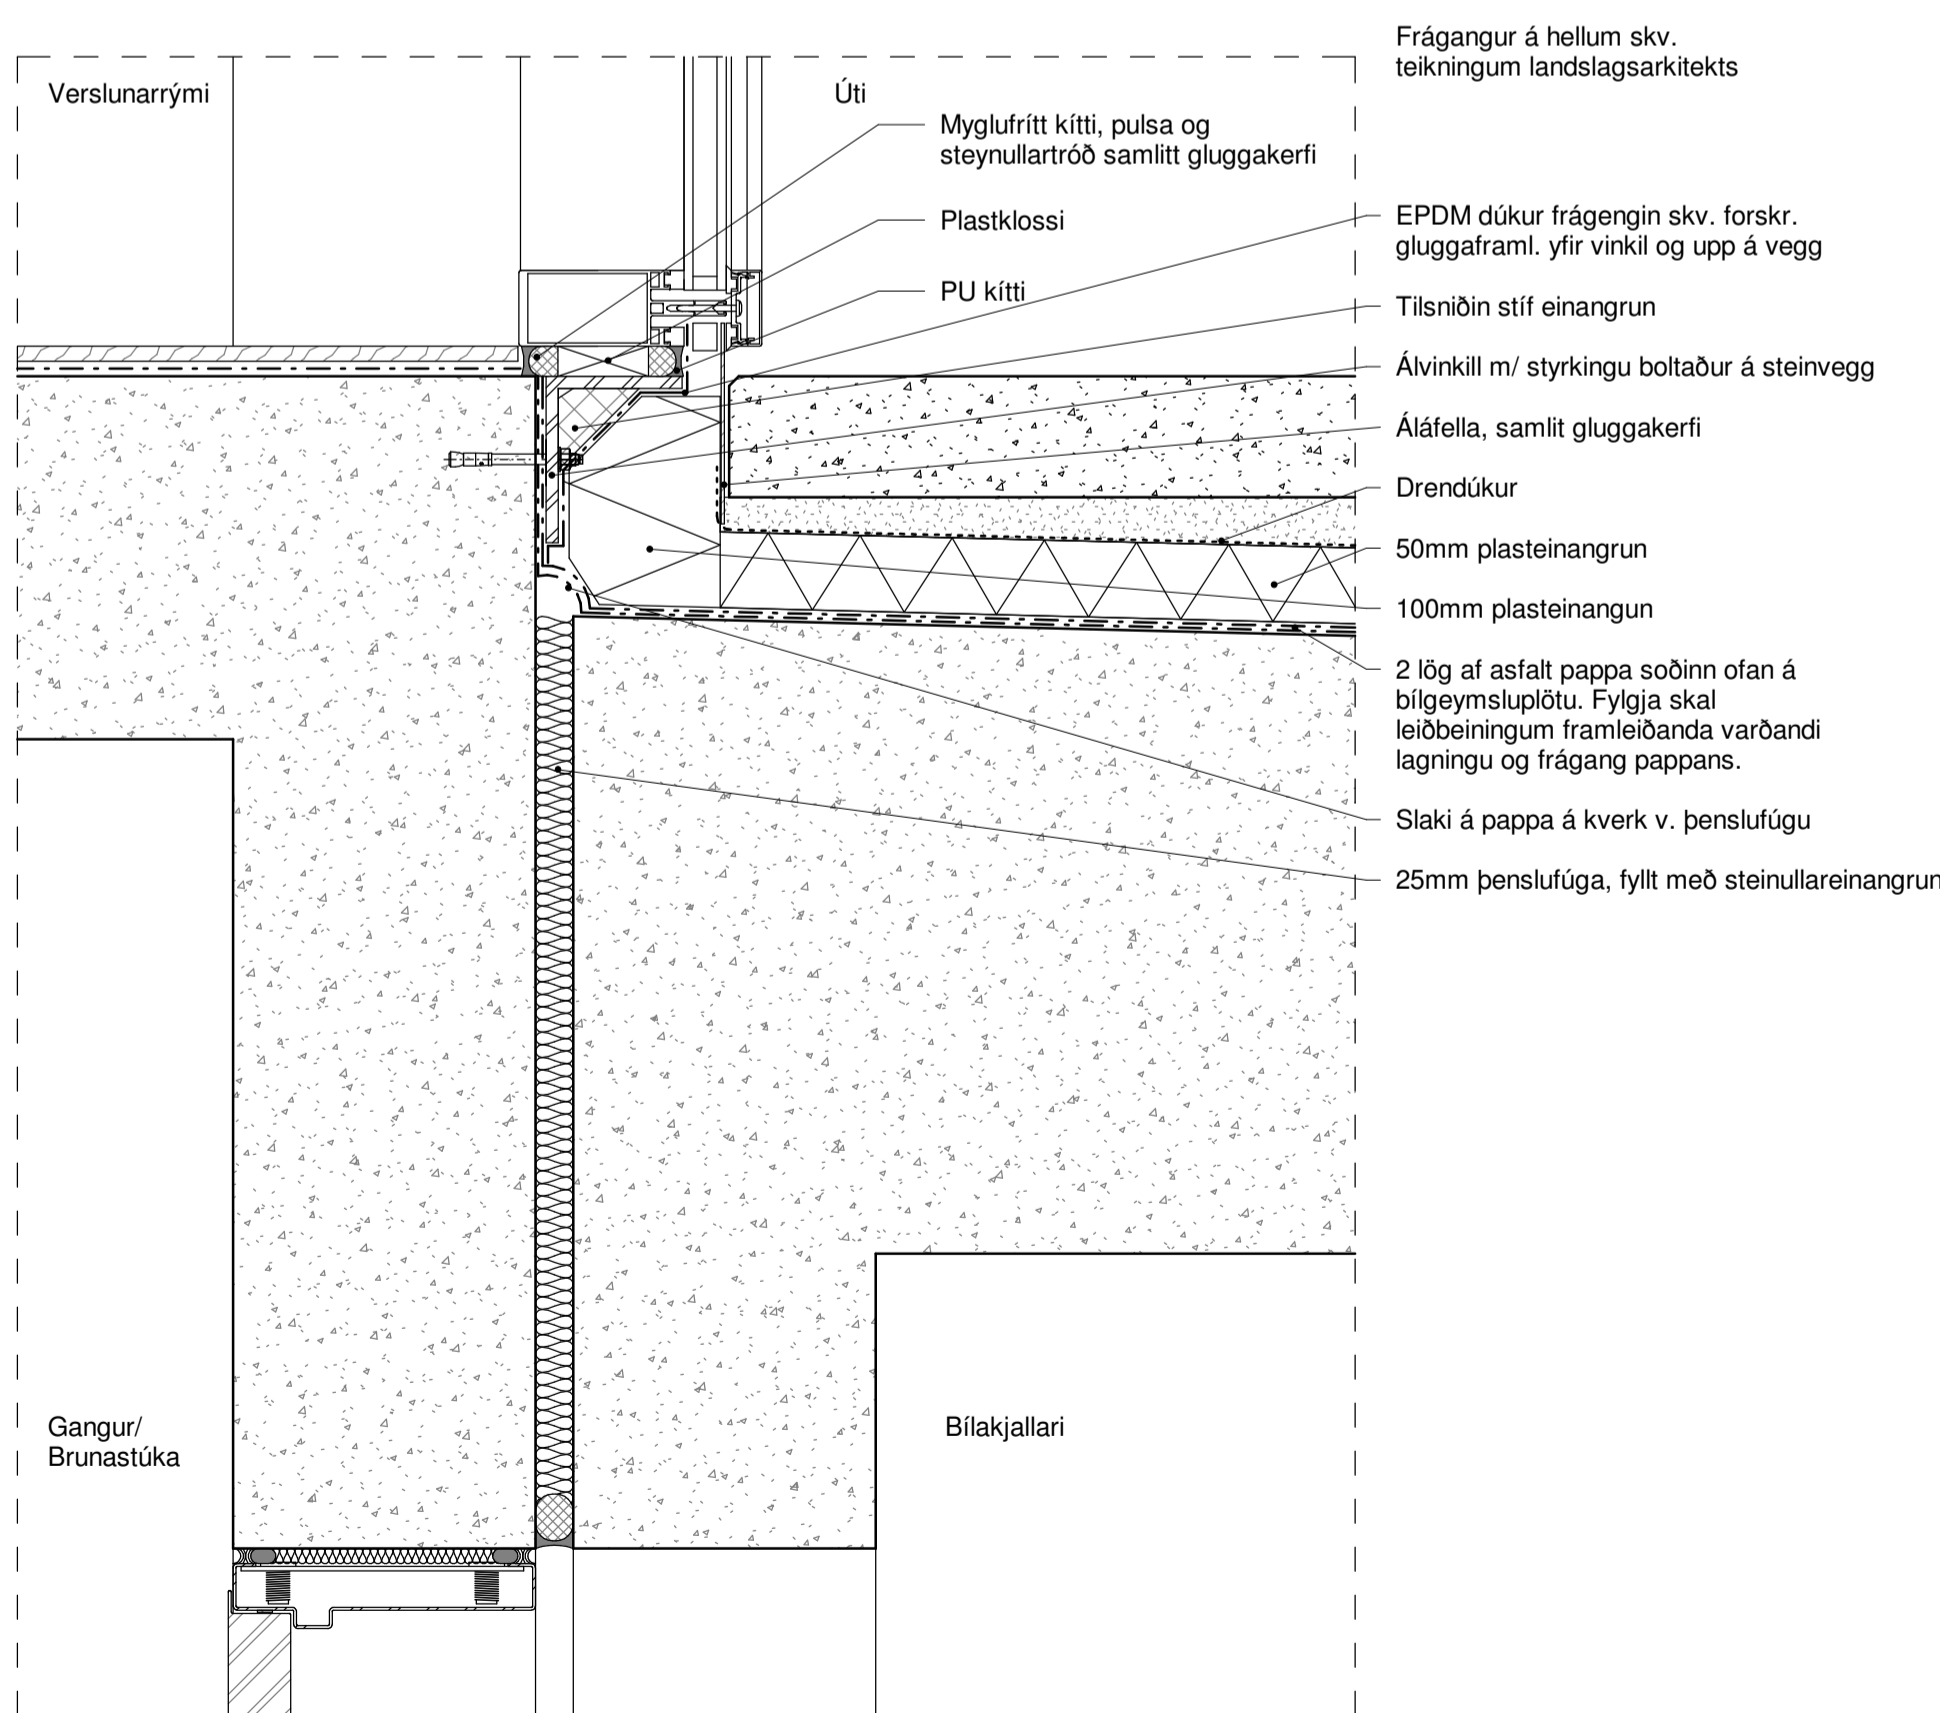 Frágangur á hellum skv.
teikningum landslagsarkitekts
Verslunarrými
Úti
Myglufrítt kítti, pulsa og
steynullartróð samlitt gluggakerfi
Plastklossi
PU kítti
EPDM dúkur frágengin skv. forskr.
gluggaframl. yfir vinkil og upp á vegg
Tilsniðin stíf einangrun
Álvinkill m/ styrkingu boltaður á steinvegg
Áláfella, samlit gluggakerfi
Drendúkur
50mm plasteinangrun
100mm plasteinangun
2 lög af asfalt pappa soðinn ofan á
bílgeymsluplötu. Fylgja skal
leiðbeiningum framleiðanda varðandi
lagningu og frágang pappans.
Slaki á pappa á kverk v. þenslufúgu
25mm þenslufúga, fyllt með steinullareinangrun
Gangur/
Brunastúka
Bílakjallari